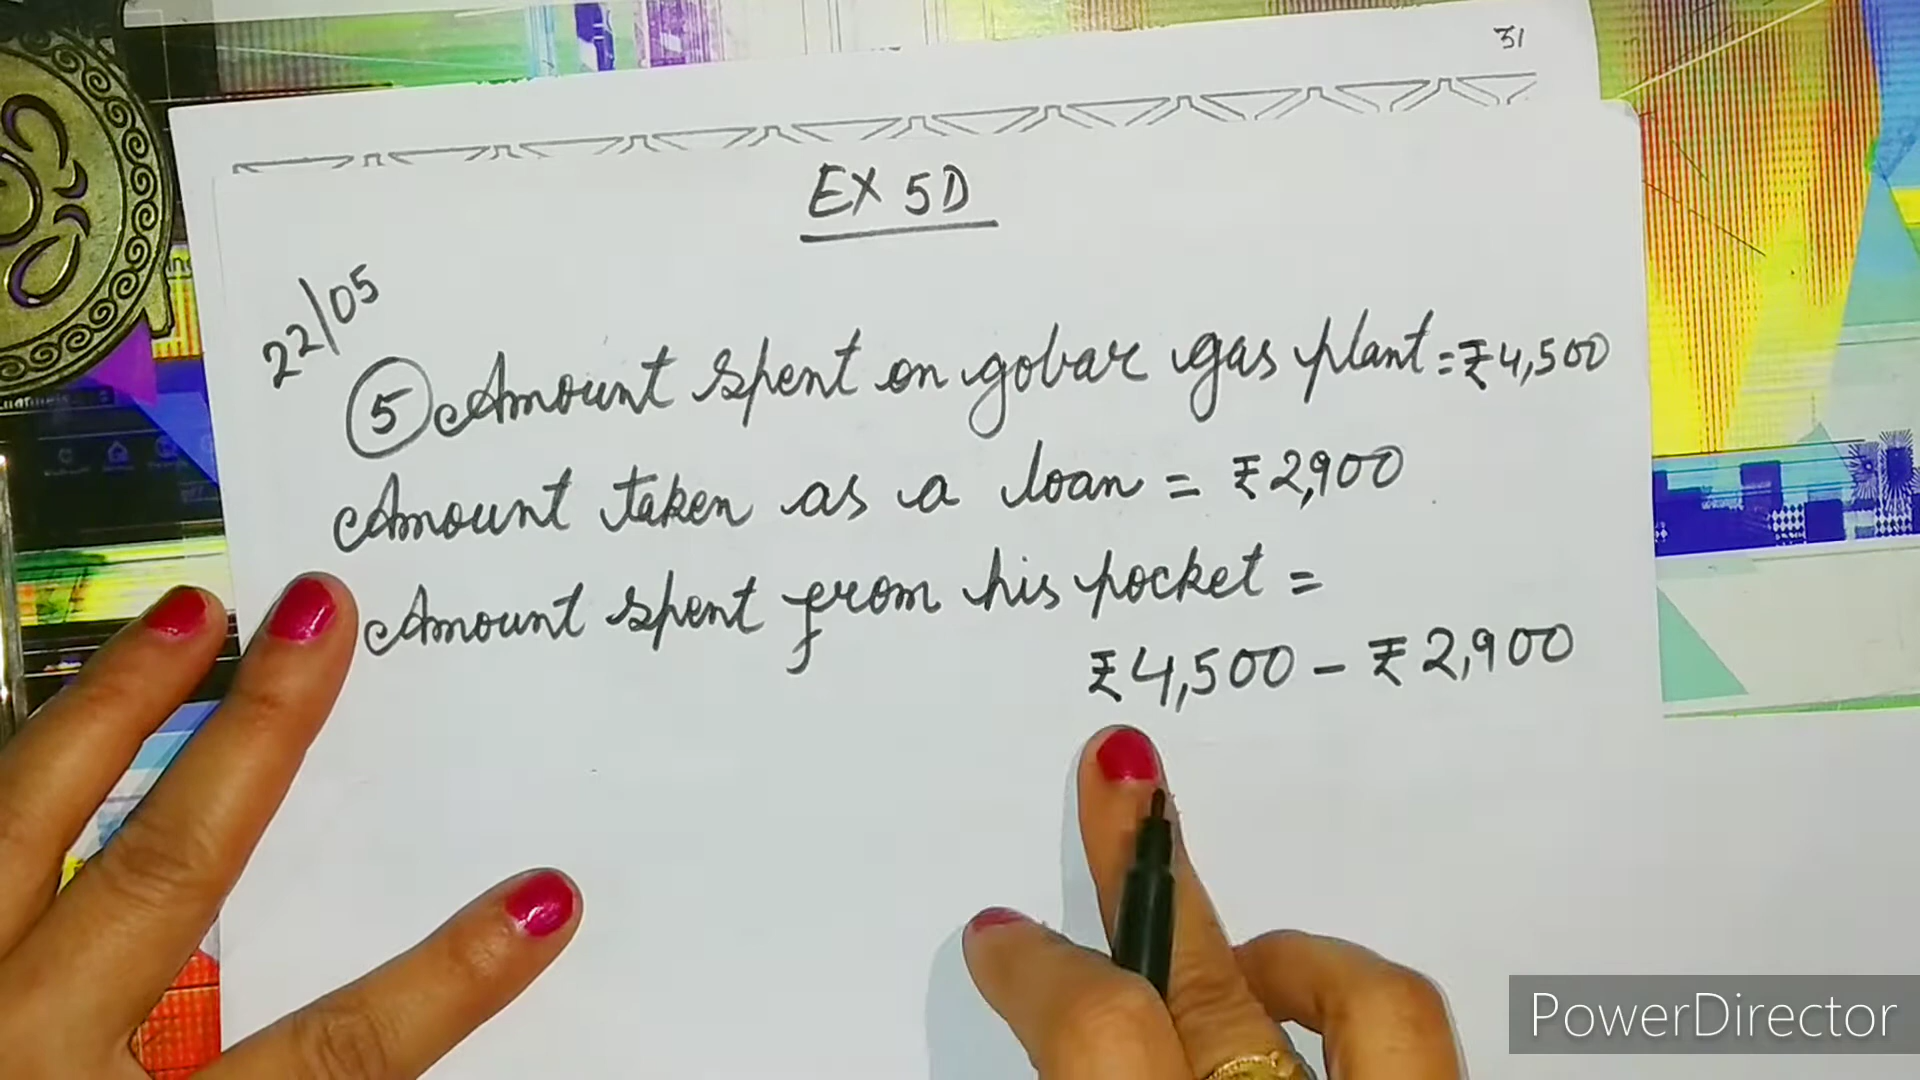 31
EX 5D
22/05
5 Amount spent on gobar gas plant = ₹4,500
Amount taken as a loan = ₹2,900
Amount spent from his pocket =
₹4,500 - ₹2,900
PowerDirector